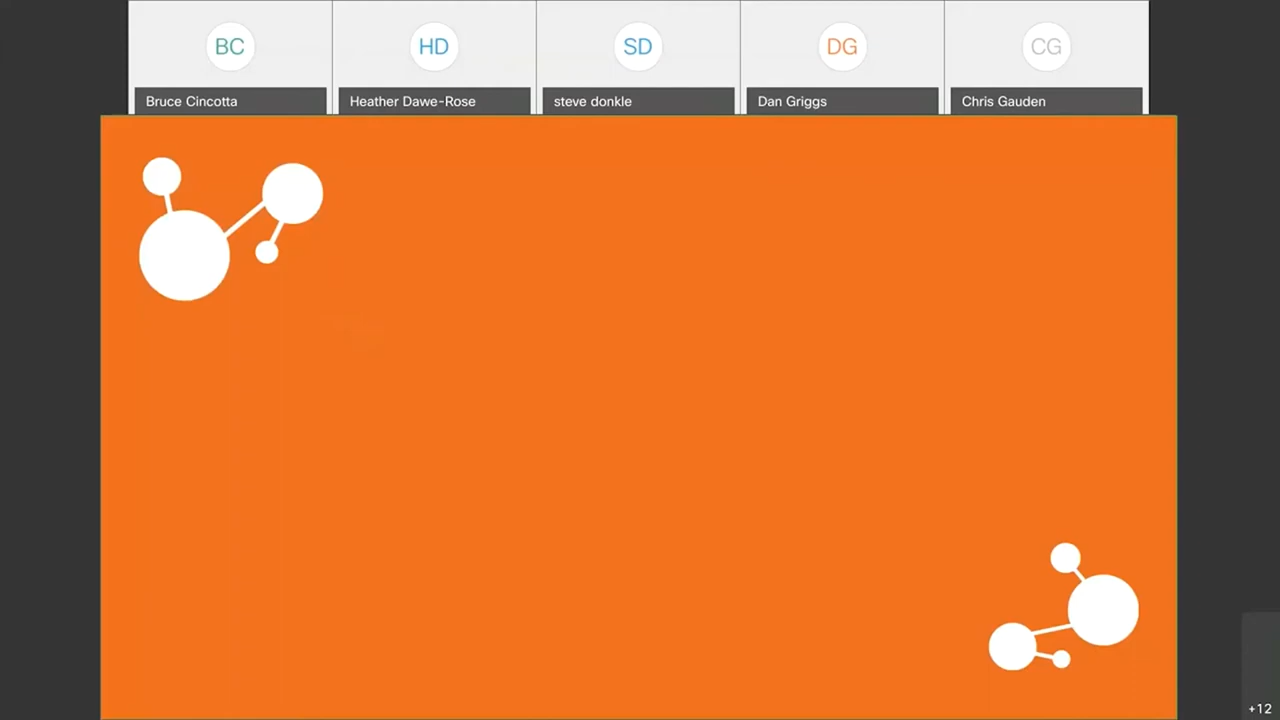 BC HD SD DG CG
Bruce Cincotta Heather Dawe-Rose steve donkle Dan Griggs Chris Gauden
+12